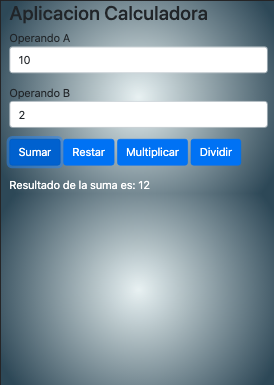 Aplicacion Calculadora
Operando A
10
Operando B
2
Sumar Restar Multiplicar Dividir
Resultado de la suma es: 12